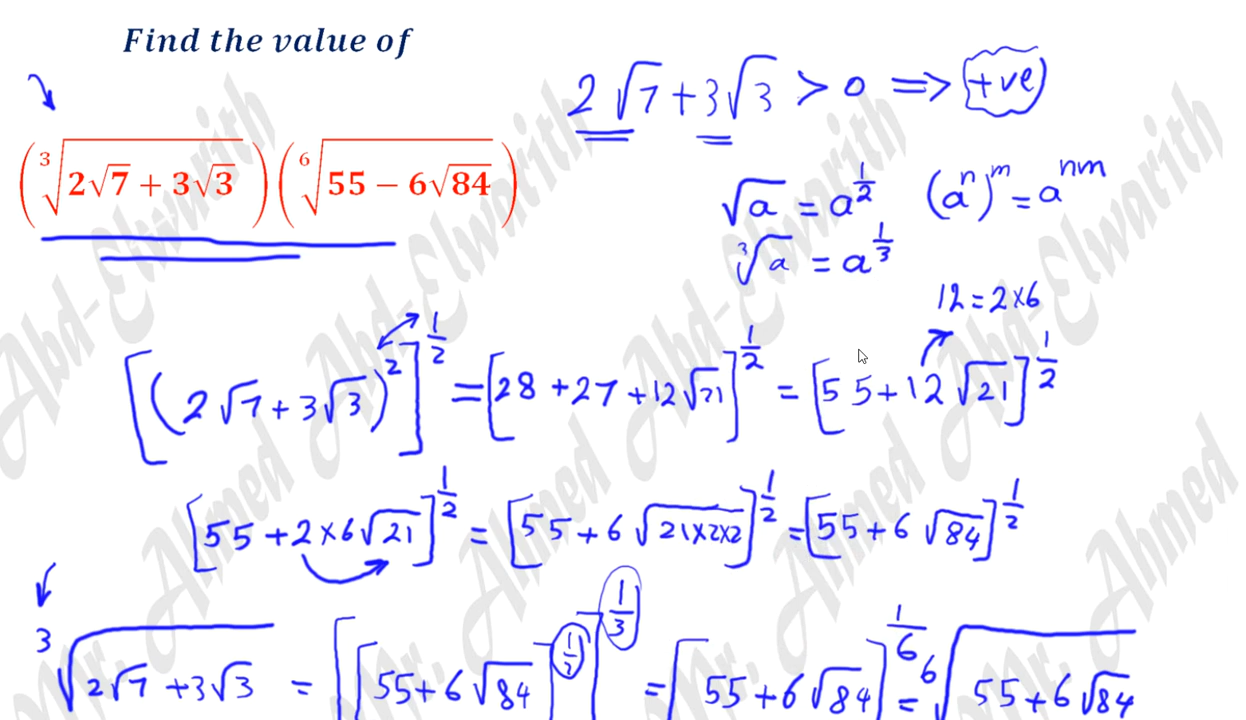 Find the value of
2√7 + 3√3 > 0 ⇒ +ve
(∛(2√7 + 3√3))(⁶√(55 − 6√84))
√a = a^(1/2) (a^n)^m = a^(nm)
∛a = a^(1/3)
12 = 2×6
[(2√7 + 3√3)²]^(1/2) = [28 + 27 + 12√21]^(1/2) = [55 + 12√21]^(1/2)
[55 + 2×6√21]^(1/2) = [55 + 6√(21×2×2)]^(1/2) = [55 + 6√84]^(1/2)
∛(2√7 + 3√3) = [[55 + 6√84]^(1/2)]^(1/3) = [55 + 6√84]^(1/6) = ⁶√(55 + 6√84)
Mr. Ahmed Abd-Elwarith